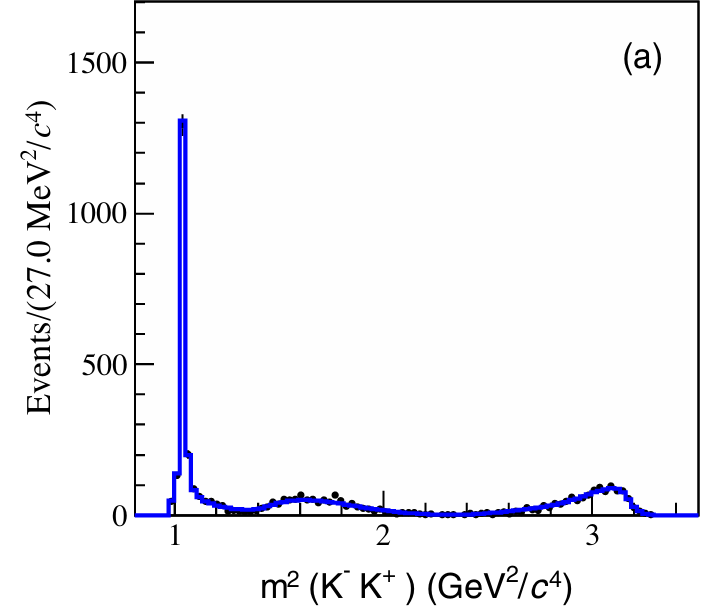 (a)
Events/(27.0 MeV²/c⁴)
1500
1000
500
0
1 2 3
m² (K⁻ K⁺ ) (GeV²/c⁴)